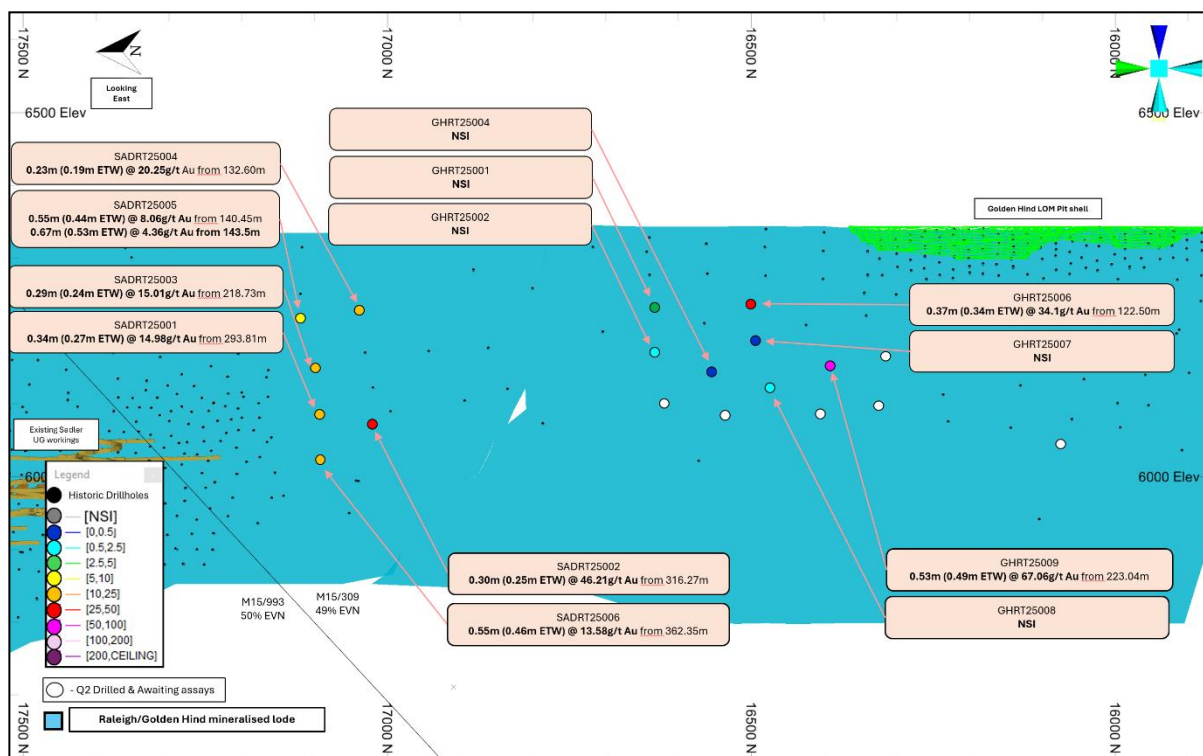 17500 N
17000 N
16500 N
16000 N
N
Looking
East
6500 Elev
6500 Elev
GHRT25004
NSI
SADRT25004
0.23m (0.19m ETW) @ 20.25g/t Au from 132.60m
GHRT25001
NSI
SADRT25005
0.55m (0.44m ETW) @ 8.06g/t Au from 140.45m
0.67m (0.53m ETW) @ 4.36g/t Au from 143.5m
GHRT25002
NSI
Golden Hind LOM Pit shell
SADRT25003
0.29m (0.24m ETW) @ 15.01g/t Au from 218.73m
GHRT25006
0.37m (0.34m ETW) @ 34.1g/t Au from 122.50m
SADRT25001
0.34m (0.27m ETW) @ 14.98g/t Au from 293.81m
GHRT25007
NSI
Existing Sadler
UG workings
6000 Elev
6000 Elev
Legend
Historic Drillholes
[NSI]
[0,0.5]
[0.5,2.5]
[2.5,5]
[5,10]
[10,25]
[25,50]
[50,100]
[100,200]
[200,CEILING]
SADRT25002
0.30m (0.25m ETW) @ 46.21g/t Au from 316.27m
GHRT25009
0.53m (0.49m ETW) @ 67.06g/t Au from 223.04m
M15/993
50% EVN
M15/309
49% EVN
SADRT25006
0.55m (0.46m ETW) @ 13.58g/t Au from 362.35m
GHRT25008
NSI
- Q2 Drilled & Awaiting assays
Raleigh/Golden Hind mineralised lode
17500 N
17000 N
16500 N
16000 N